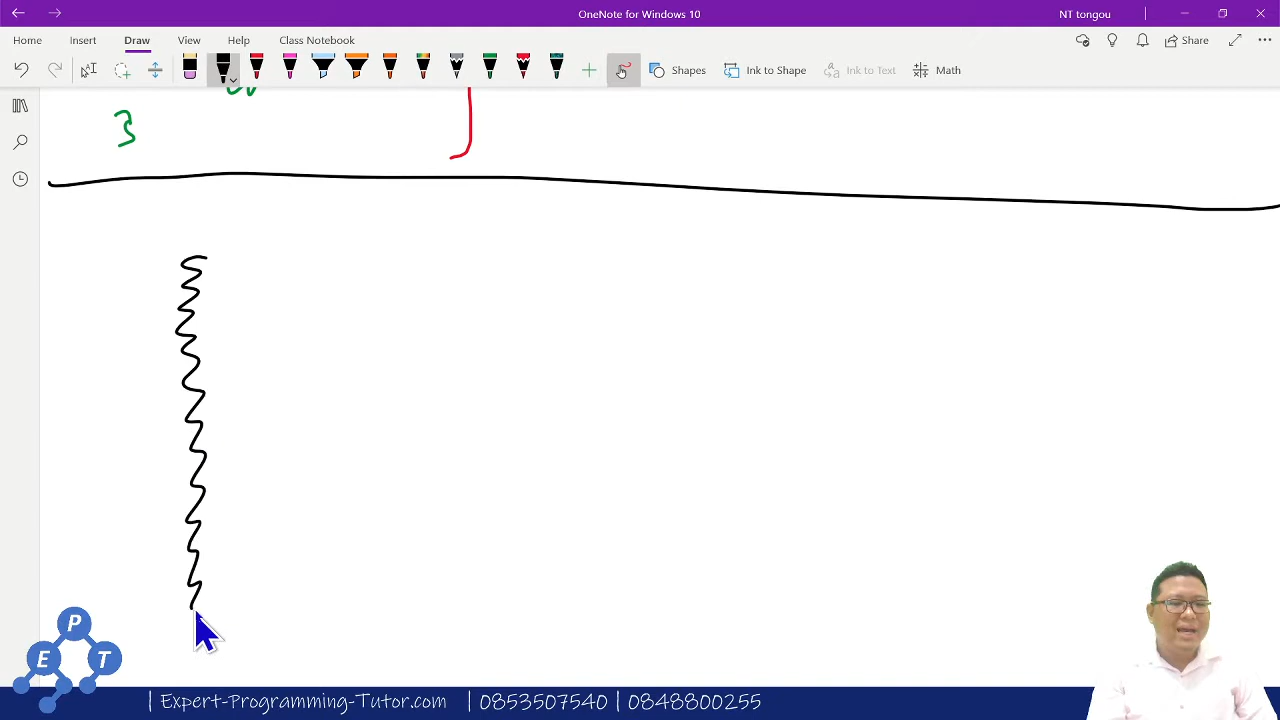 OneNote for Windows 10
NT tongou
Home Insert Draw View Help Class Notebook
Share
Shapes Ink to Shape Ink to Text Math
3
P
E T
| Expert-Programming-Tutor.com | 0853507540 | 0848800255